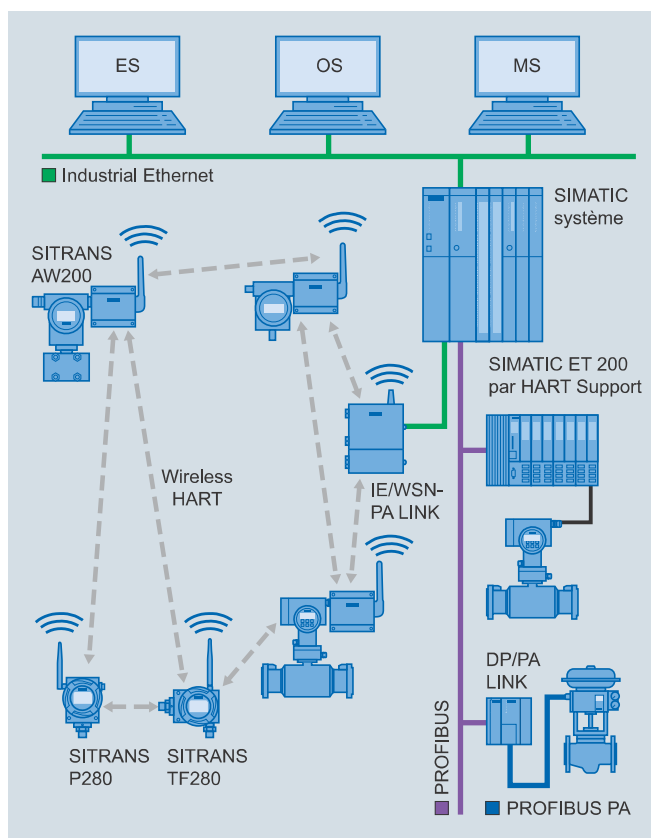 ES
OS
MS
Industrial Ethernet
SIMATIC
système
SITRANS
AW200
SIMATIC ET 200
par HART Support
Wireless
HART
IE/WSN-
PA LINK
DP/PA
LINK
SITRANS
P280
SITRANS
TF280
PROFIBUS
PROFIBUS PA